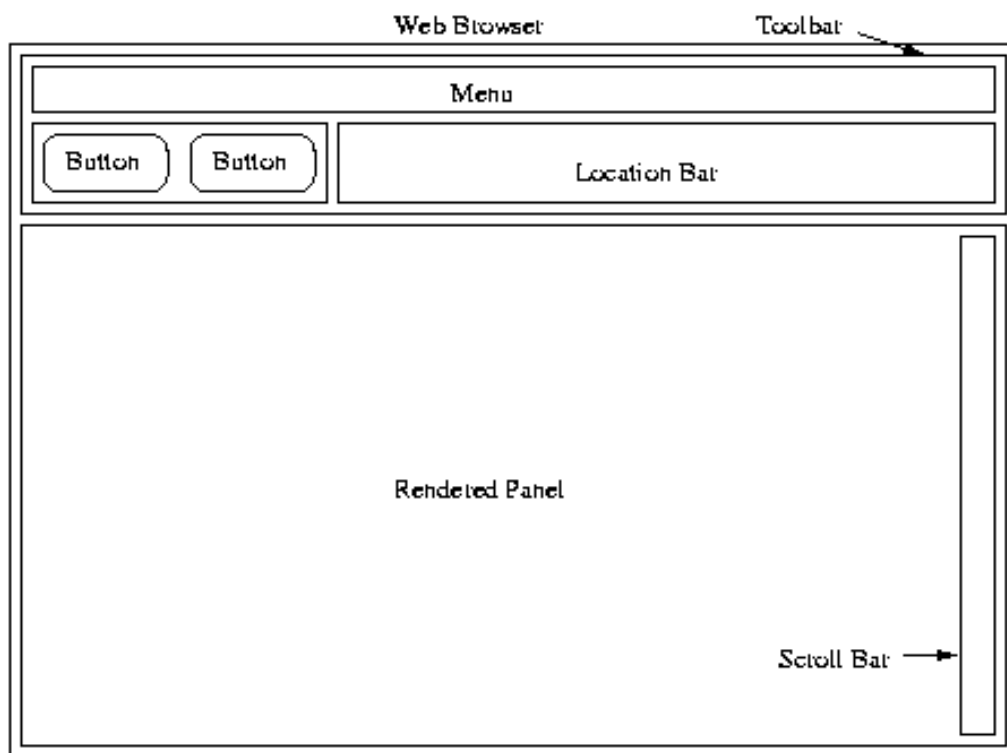 Web Browser
Toolbar
Menu
Button
Button
Location Bar
Rendered Panel
Scroll Bar